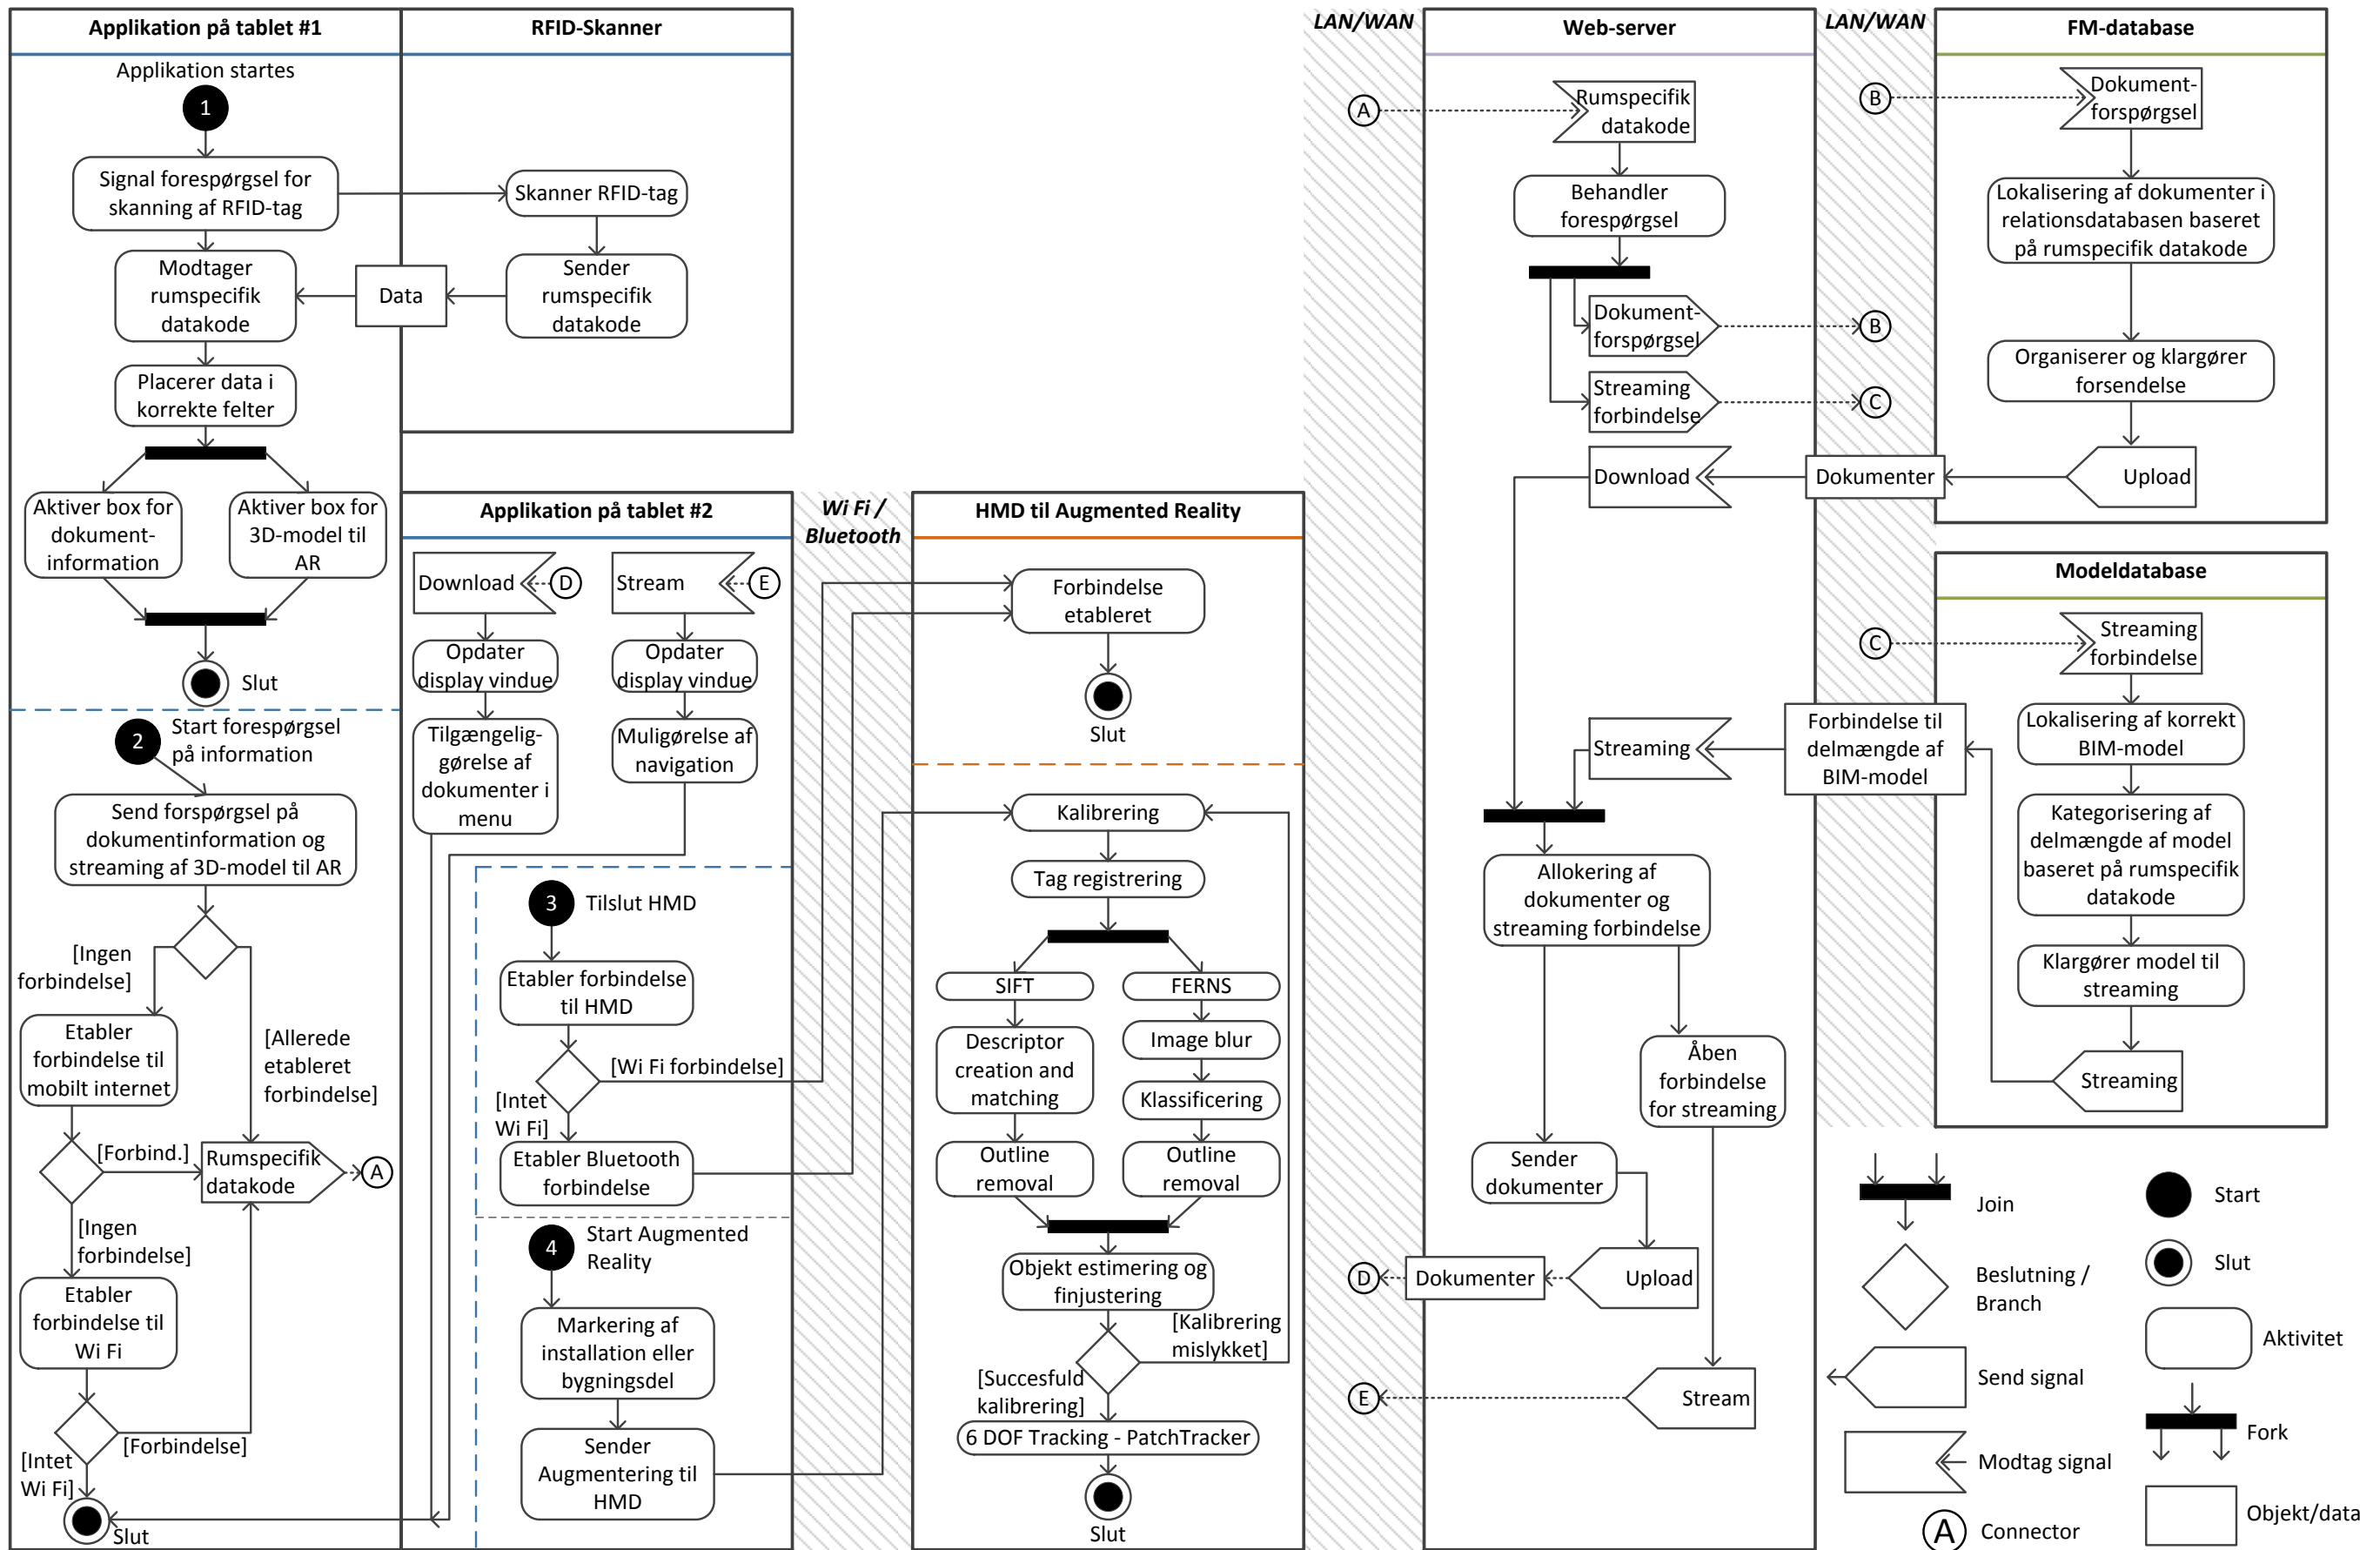 Applikation på tablet #1
Applikation startes
1
Signal forespørgsel for
skanning af RFID-tag
Modtager
rumspecifik
datakode
Placerer data i
korrekte felter
Aktiver box for
dokument-
information
Aktiver box for
3D-model til
AR
Slut
2
Start forespørgsel
på information
Send forspørgsel på
dokumentinformation og
streaming af 3D-model til AR
[Ingen
forbindelse]
[Allerede
etableret
forbindelse]
Etabler
forbindelse til
mobilt internet
[Forbind.]
Rumspecifik
datakode
A
[Ingen
forbindelse]
Etabler
forbindelse til
Wi Fi
[Forbindelse]
[Intet
Wi Fi]
Slut
RFID-Skanner
Skanner RFID-tag
Sender
rumspecifik
datakode
Data
Applikation på tablet #2
Download
D
Stream
E
Opdater
display vindue
Opdater
display vindue
Tilgængelig-
gørelse af
dokumenter i
menu
Muligørelse af
navigation
3
Tilslut HMD
Etabler forbindelse
til HMD
[Wi Fi forbindelse]
[Intet
Wi Fi]
Etabler Bluetooth
forbindelse
4
Start Augmented
Reality
Markering af
installation eller
bygningsdel
Sender
Augmentering til
HMD
Wi Fi /
Bluetooth
HMD til Augmented Reality
Forbindelse
etableret
Slut
Kalibrering
Tag registrering
SIFT
FERNS
Descriptor
creation and
matching
Image blur
Klassificering
Outline
removal
Outline
removal
Objekt estimering og
finjustering
[Kalibrering
mislykket]
[Succesfuld
kalibrering]
6 DOF Tracking - PatchTracker
Slut
LAN/WAN
A
D
E
Web-server
Rumspecifik
datakode
Behandler
forespørgsel
Dokument-
forspørgsel
Streaming
forbindelse
Download
Streaming
Allokering af
dokumenter og
streaming forbindelse
Åben
forbindelse
for streaming
Sender
dokumenter
Dokumenter
Upload
Stream
LAN/WAN
B
B
C
Dokumenter
C
Forbindelse til
delmængde af
BIM-model
FM-database
Dokument-
forspørgsel
Lokalisering af dokumenter i
relationsdatabasen baseret
på rumspecifik datakode
Organiserer og klargører
forsendelse
Upload
Modeldatabase
Streaming
forbindelse
Lokalisering af korrekt
BIM-model
Kategorisering af
delmængde af model
baseret på rumspecifik
datakode
Klargører model til
streaming
Streaming
Join
Start
Beslutning /
Branch
Slut
Aktivitet
Send signal
Fork
Modtag signal
Objekt/data
A
Connector